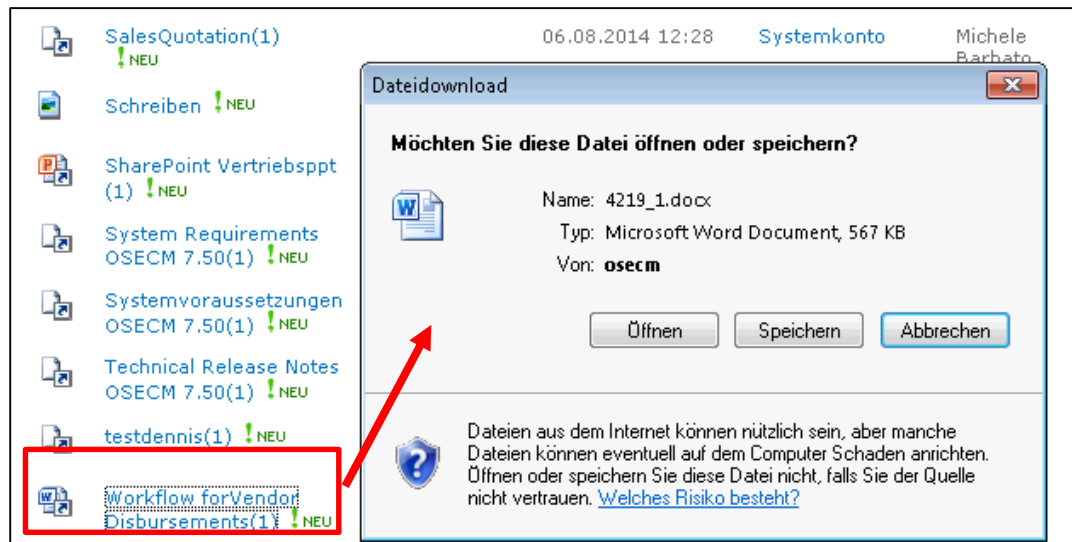 SalesQuotation(1)
! NEU
06.08.2014 12:28
Systemkonto
Michele
Barbato
Schreiben ! NEU
SharePoint Vertriebsppt
(1) ! NEU
System Requirements
OSECM 7.50(1) ! NEU
Systemvoraussetzungen
OSECM 7.50(1) ! NEU
Technical Release Notes
OSECM 7.50(1) ! NEU
testdennis(1) ! NEU
Workflow forVendor
Disbursements(1) ! NEU
Dateidownload
Möchten Sie diese Datei öffnen oder speichern?
Name: 4219_1.docx
Typ: Microsoft Word Document, 567 KB
Von: osecm
Öffnen
Speichern
Abbrechen
Dateien aus dem Internet können nützlich sein, aber manche
Dateien können eventuell auf dem Computer Schaden anrichten.
Öffnen oder speichern Sie diese Datei nicht, falls Sie der Quelle
nicht vertrauen. Welches Risiko besteht?